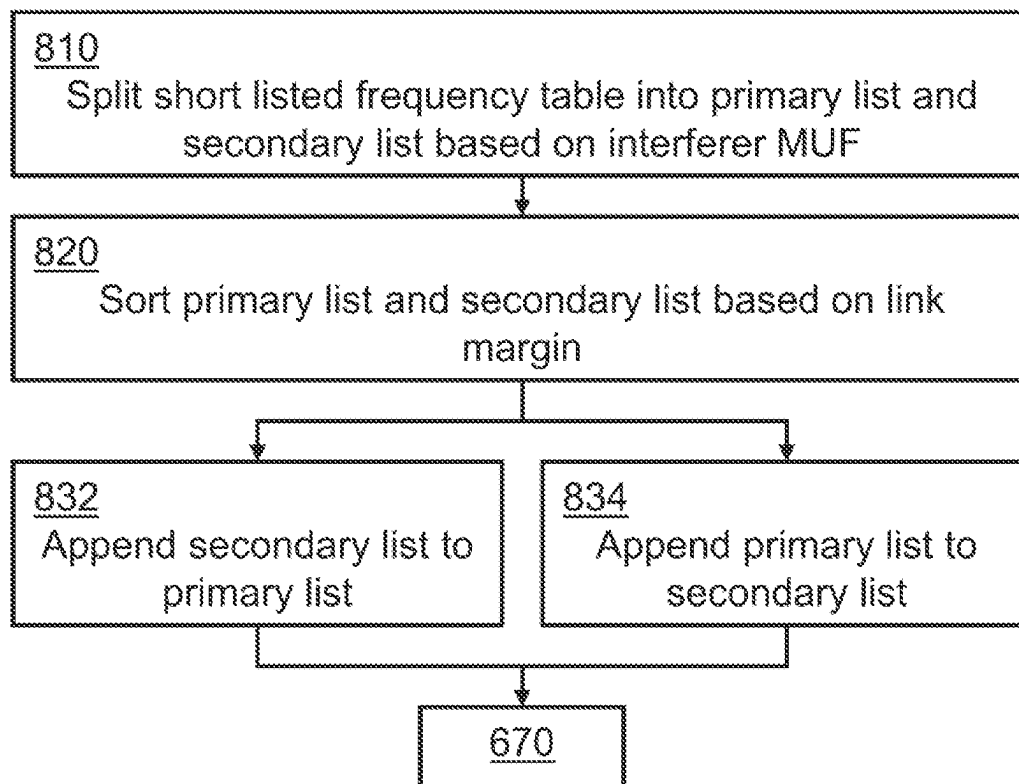 810
Split short listed frequency table into primary list and
secondary list based on interferer MUF
820
Sort primary list and secondary list based on link
margin
832
Append secondary list to
primary list
834
Append primary list to
secondary list
670